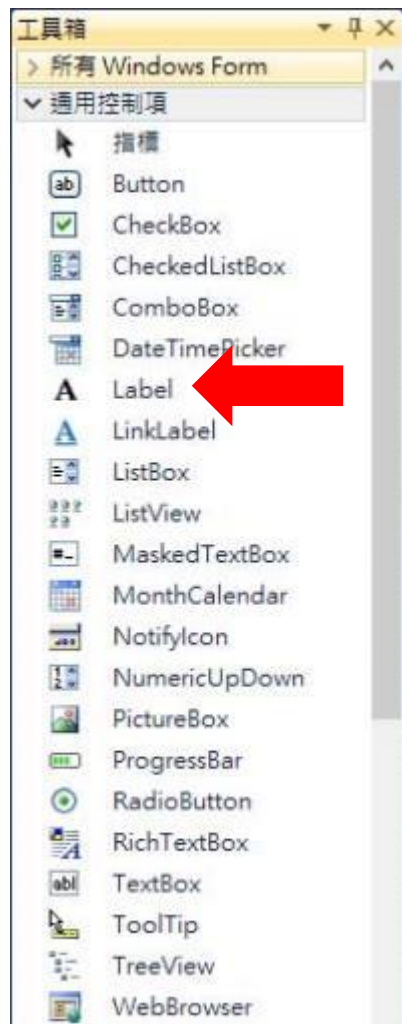 工具箱
所有 Windows Form
通用控制項
指標
Button
CheckBox
CheckedListBox
ComboBox
DateTimePicker
Label
LinkLabel
ListBox
ListView
MaskedTextBox
MonthCalendar
NotifyIcon
NumericUpDown
PictureBox
ProgressBar
RadioButton
RichTextBox
TextBox
ToolTip
TreeView
WebBrowser